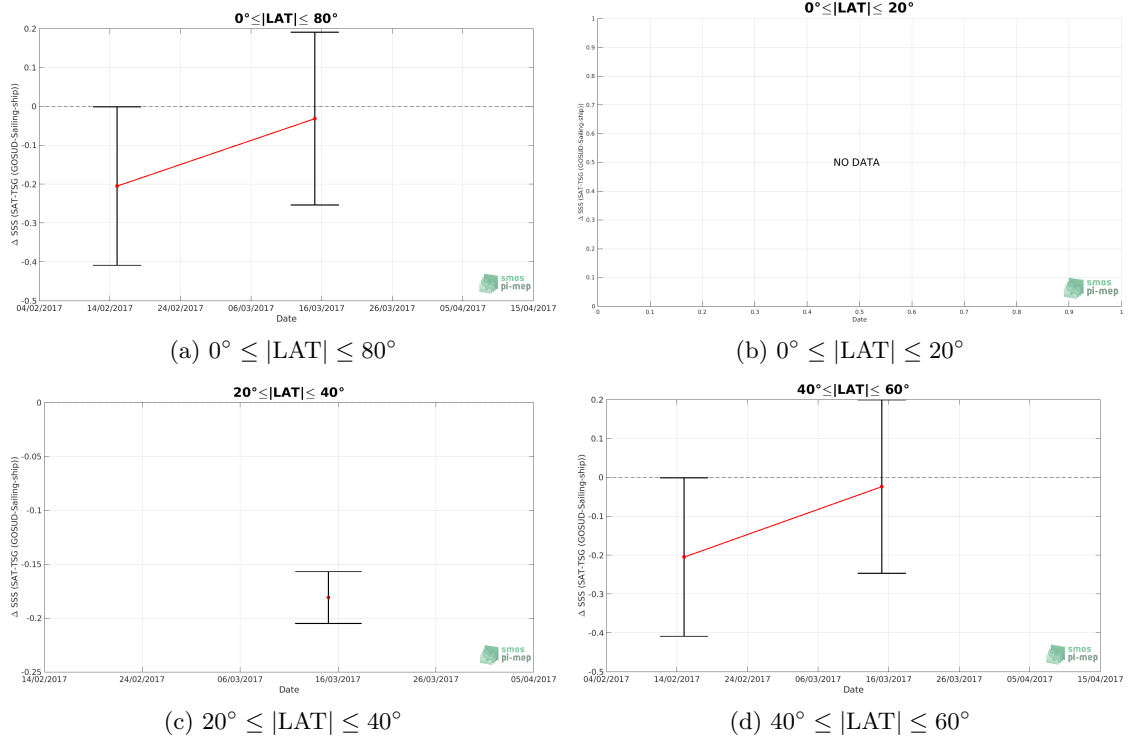 0°≤|LAT|≤ 80°
Δ SSS (SAT-TSG (GOSUD-Sailing-ship))
0.2
0.1
0
-0.1
-0.2
-0.3
-0.4
-0.5
04/02/2017 14/02/2017 24/02/2017 06/03/2017 16/03/2017 26/03/2017 05/04/2017 15/04/2017
Date
smos
pi-mep
(a) 0° ≤ |LAT| ≤ 80°
0°≤|LAT|≤ 20°
Δ SSS (SAT-TSG (GOSUD-Sailing-ship))
1
0.9
0.8
0.7
0.6
0.5
0.4
0.3
0.2
0.1
0
NO DATA
0 0.1 0.2 0.3 0.4 0.5 0.6 0.7 0.8 0.9 1
Date
smos
pi-mep
(b) 0° ≤ |LAT| ≤ 20°
20°≤|LAT|≤ 40°
Δ SSS (SAT-TSG (GOSUD-Sailing-ship))
0
-0.05
-0.1
-0.15
-0.2
-0.25
14/02/2017 24/02/2017 06/03/2017 16/03/2017 26/03/2017 05/04/2017
Date
smos
pi-mep
(c) 20° ≤ |LAT| ≤ 40°
40°≤|LAT|≤ 60°
Δ SSS (SAT-TSG (GOSUD-Sailing-ship))
0.2
0.1
0
-0.1
-0.2
-0.3
-0.4
-0.5
04/02/2017 14/02/2017 24/02/2017 06/03/2017 16/03/2017 26/03/2017 05/04/2017 15/04/2017
Date
smos
pi-mep
(d) 40° ≤ |LAT| ≤ 60°